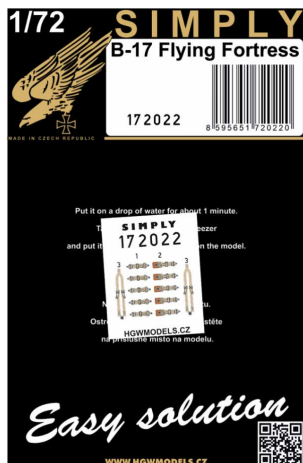 1/72
SIMPLY
B-17 Flying Fortress
172022
8 595651 720220
MADE IN CZECH REPUBLIC
Put it on a drop of water for about 1 minute.
and put it
on the model.
SIMPLY
172022
1 2
3 3
HGWMODELS.CZ
na příslušné místo na modelu.
Easy solution
WWW.HGWMODELS.CZ